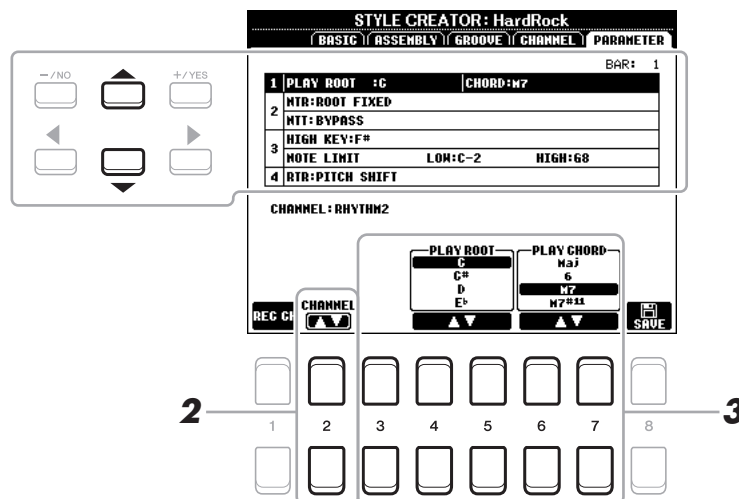 STYLE CREATOR: HardRock
BASIC ASSEMBLY GROOVE CHANNEL PARAMETER
BAR: 1
-/NO +/YES
1 PLAY ROOT :C CHORD:M7
2 NTR:ROOT FIXED
NTT:BYPASS
3 HIGH KEY:F#
NOTE LIMIT LOW:C-2 HIGH:G8
4 RTR:PITCH SHIFT
CHANNEL:RHYTHM2
PLAY ROOT PLAY CHORD
C Maj
C# 6
D M7
E♭ M7#11
REC CH CHANNEL SAVE
2 3
1 2 3 4 5 6 7 8